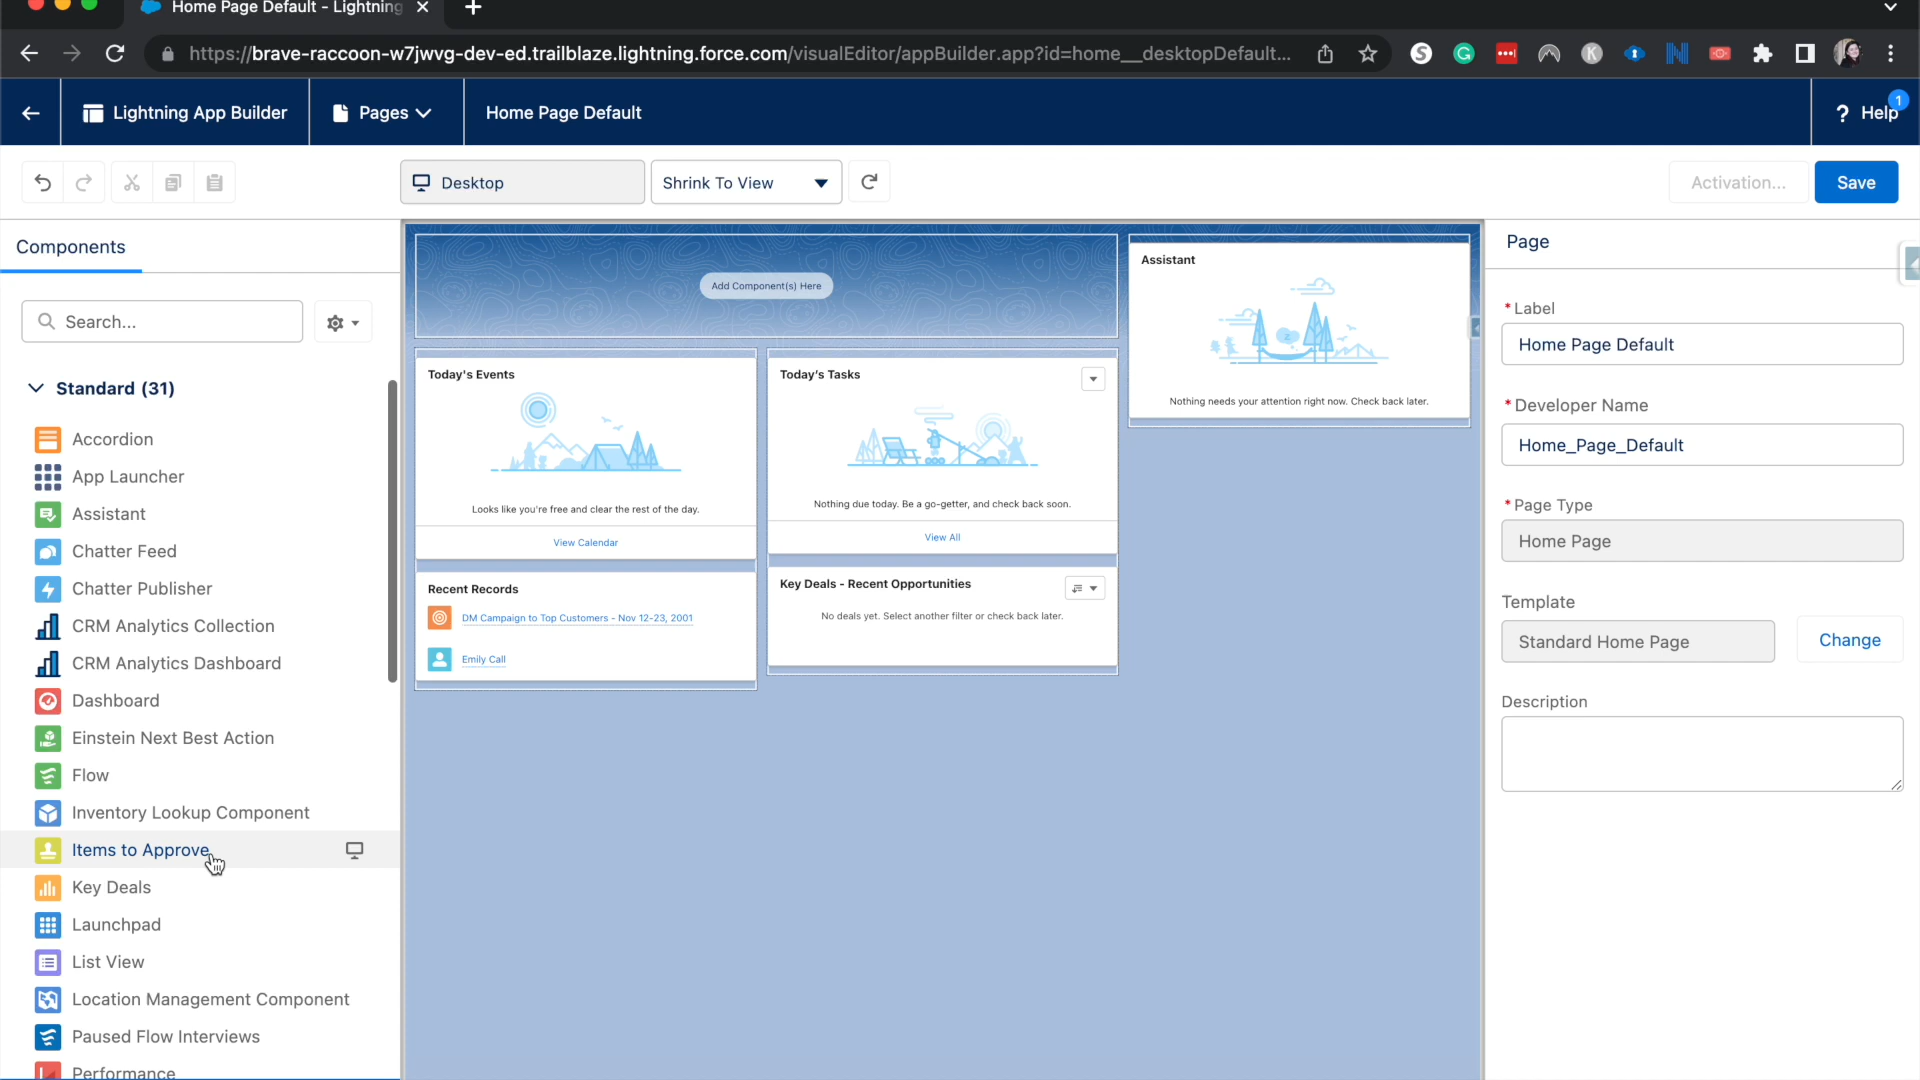 Home Page Default - Lightning
https://brave-raccoon-w7jwvg-dev-ed.trailblaze.lightning.force.com/visualEditor/appBuilder.app?id=home__desktopDefault...
Lightning App Builder
Pages
Home Page Default
? Help
1
Desktop
Shrink To View
Activation...
Save
Components
Search...
Standard (31)
Accordion
App Launcher
Assistant
Chatter Feed
Chatter Publisher
CRM Analytics Collection
CRM Analytics Dashboard
Dashboard
Einstein Next Best Action
Flow
Inventory Lookup Component
Items to Approve
Key Deals
Launchpad
List View
Location Management Component
Paused Flow Interviews
Performance
Add Component(s) Here
Today's Events
Looks like you're free and clear the rest of the day.
View Calendar
Recent Records
DM Campaign to Top Customers - Nov 12-23, 2001
Emily Call
Today's Tasks
Nothing due today. Be a go-getter, and check back soon.
View All
Key Deals - Recent Opportunities
No deals yet. Select another filter or check back later.
Assistant
Nothing needs your attention right now. Check back later.
Page
*Label
Home Page Default
*Developer Name
Home_Page_Default
*Page Type
Home Page
Template
Standard Home Page
Change
Description